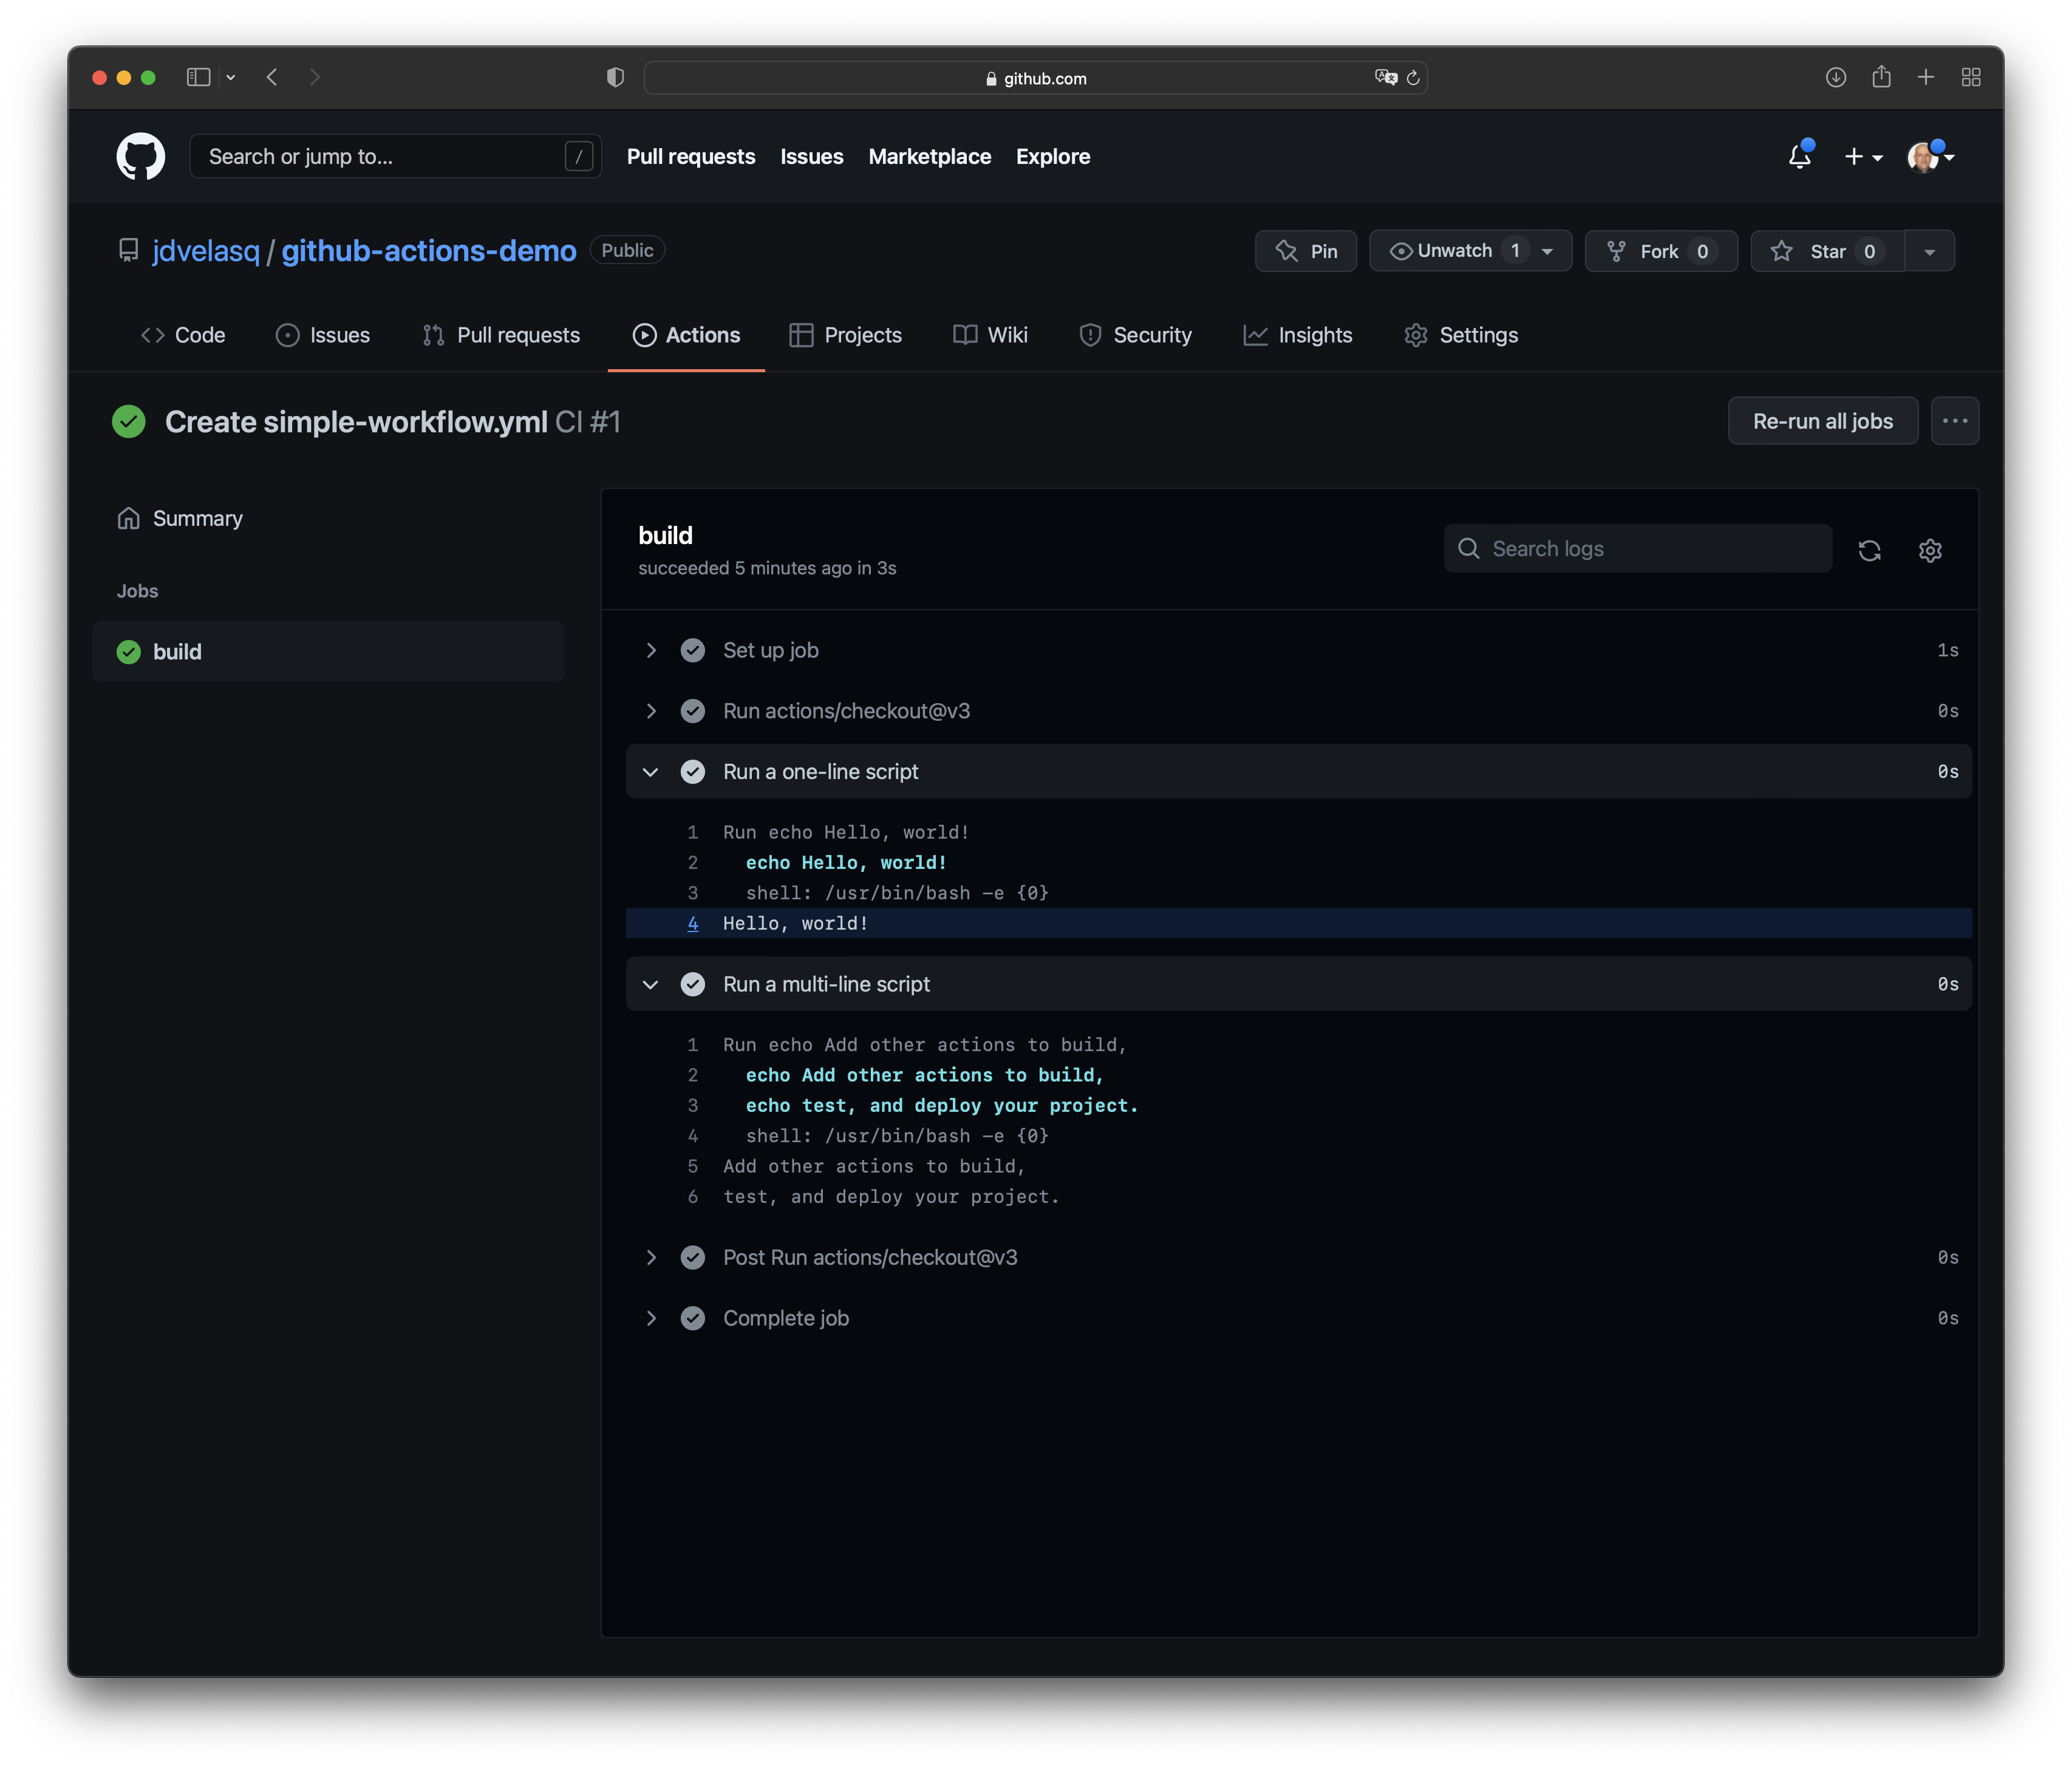 github.com
Search or jump to... / Pull requests Issues Marketplace Explore
jdvelasq / github-actions-demo Public Pin Unwatch 1 Fork 0 Star 0
Code Issues Pull requests Actions Projects Wiki Security Insights Settings
Create simple-workflow.yml CI #1 Re-run all jobs
Summary
Jobs
build
build
succeeded 5 minutes ago in 3s
Search logs
Set up job 1s
Run actions/checkout@v3 0s
Run a one-line script 0s
1 Run echo Hello, world!
2 echo Hello, world!
3 shell: /usr/bin/bash -e {0}
4 Hello, world!
Run a multi-line script 0s
1 Run echo Add other actions to build,
2 echo Add other actions to build,
3 echo test, and deploy your project.
4 shell: /usr/bin/bash -e {0}
5 Add other actions to build,
6 test, and deploy your project.
Post Run actions/checkout@v3 0s
Complete job 0s